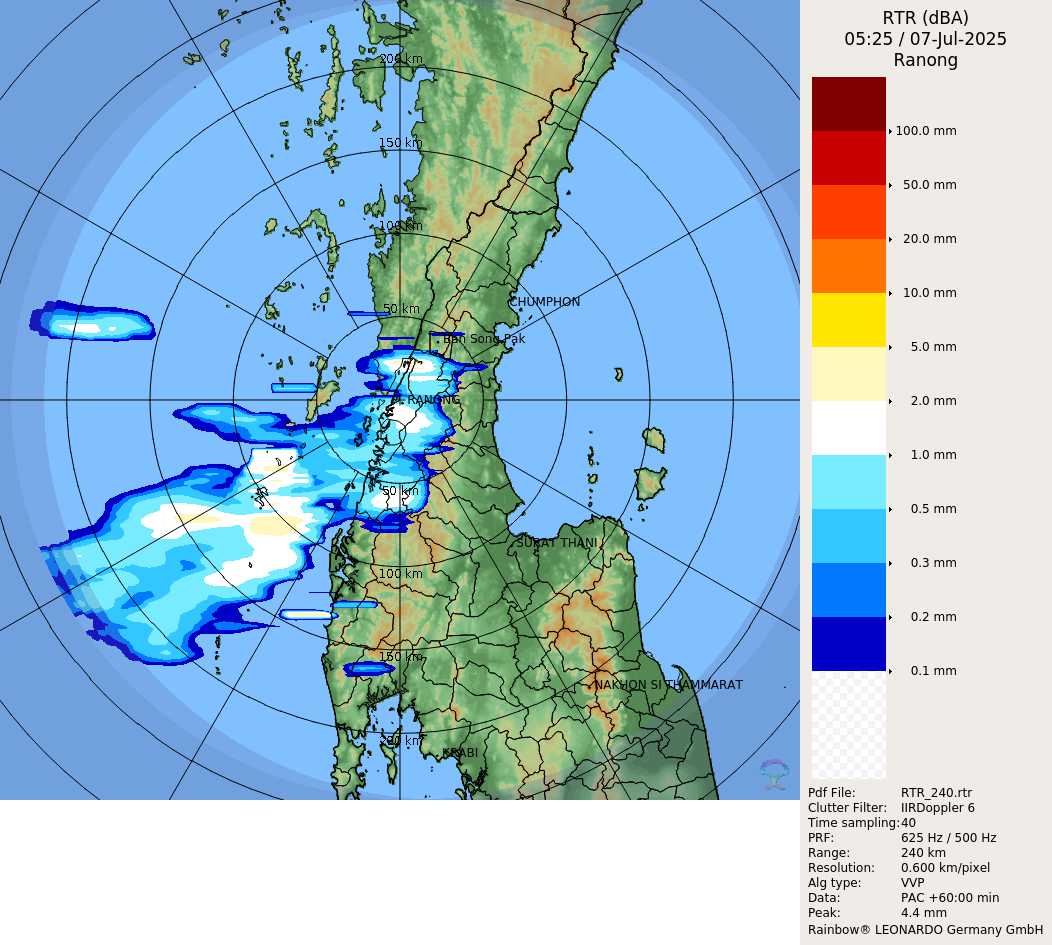 RTR (dBA)
05:25 / 07-Jul-2025
Ranong
200 km
150 km
100 km
50 km
CHUMPHON
Ban Song Pak
RANONG
50 km
SURAT THANI
100 km
150 km
NAKHON SI THAMMARAT
200 km
KRABI
100.0 mm
50.0 mm
20.0 mm
10.0 mm
5.0 mm
2.0 mm
1.0 mm
0.5 mm
0.3 mm
0.2 mm
0.1 mm
Pdf File: RTR_240.rtr
Clutter Filter: IIRDoppler 6
Time sampling:40
PRF: 625 Hz / 500 Hz
Range: 240 km
Resolution: 0.600 km/pixel
Alg type: VVP
Data: PAC +60:00 min
Peak: 4.4 mm
Rainbow® LEONARDO Germany GmbH